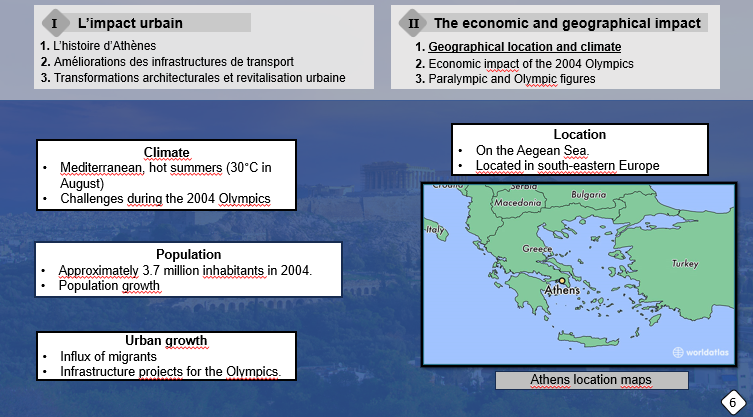 I L'impact urbain
1. L'histoire d'Athènes
2. Améliorations des infrastructures de transport
3. Transformations architecturales et revitalisation urbaine
II The economic and geographical impact
1. Geographical location and climate
2. Economic impact of the 2004 Olympics
3. Paralympic and Olympic figures
Climate
• Mediterranean, hot summers (30°C in
August)
• Challenges during the 2004 Olympics
Population
• Approximately 3.7 million inhabitants in 2004.
• Population growth
Urban growth
• Influx of migrants
• Infrastructure projects for the Olympics.
Location
• On the Aegean Sea.
• Located in south-eastern Europe
Croatia
Serbia
Bulgaria
Macedonia
Italy
Greece
Turkey
Athens
worldatlas
Athens location maps
6